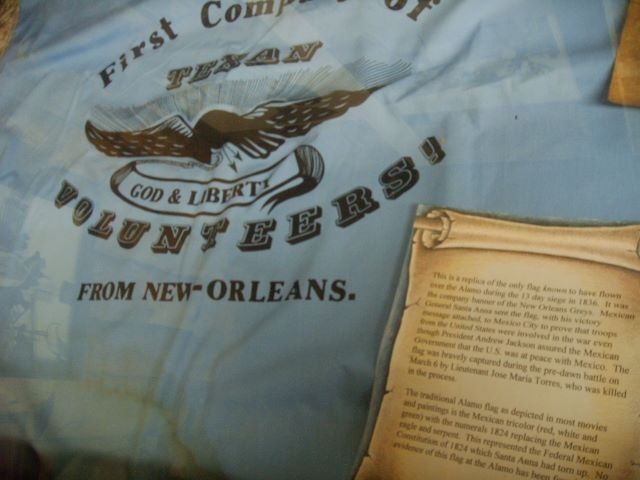 First Company of
TEXAN
GOD & LIBERTY
VOLUNTEERS!
FROM NEW-ORLEANS.
This is a replica of the only flag known to have flown
over the Alamo during the 13 day siege in 1836. It was
the company banner of the New Orleans Greys. Mexican
General Santa Anna sent the flag, with his victory
message attached, to Mexico City to prove that troops
from the United States were involved in the war even
though President Andrew Jackson assured the Mexican
Government that the U.S. was at peace with Mexico. The
flag was bravely captured during the pre-dawn battle on
March 6 by Lieutenant Jose Maria Torres, who was killed
in the process.
The traditional Alamo flag as depicted in most movies
and paintings is the Mexican tricolor (red, white and
green) with the numerals 1824 replacing the Mexican
eagle and serpent. This represented the Federal Mexican
Constitution of 1824 which Santa Anna had torn up. No
evidence of this flag at the Alamo has been